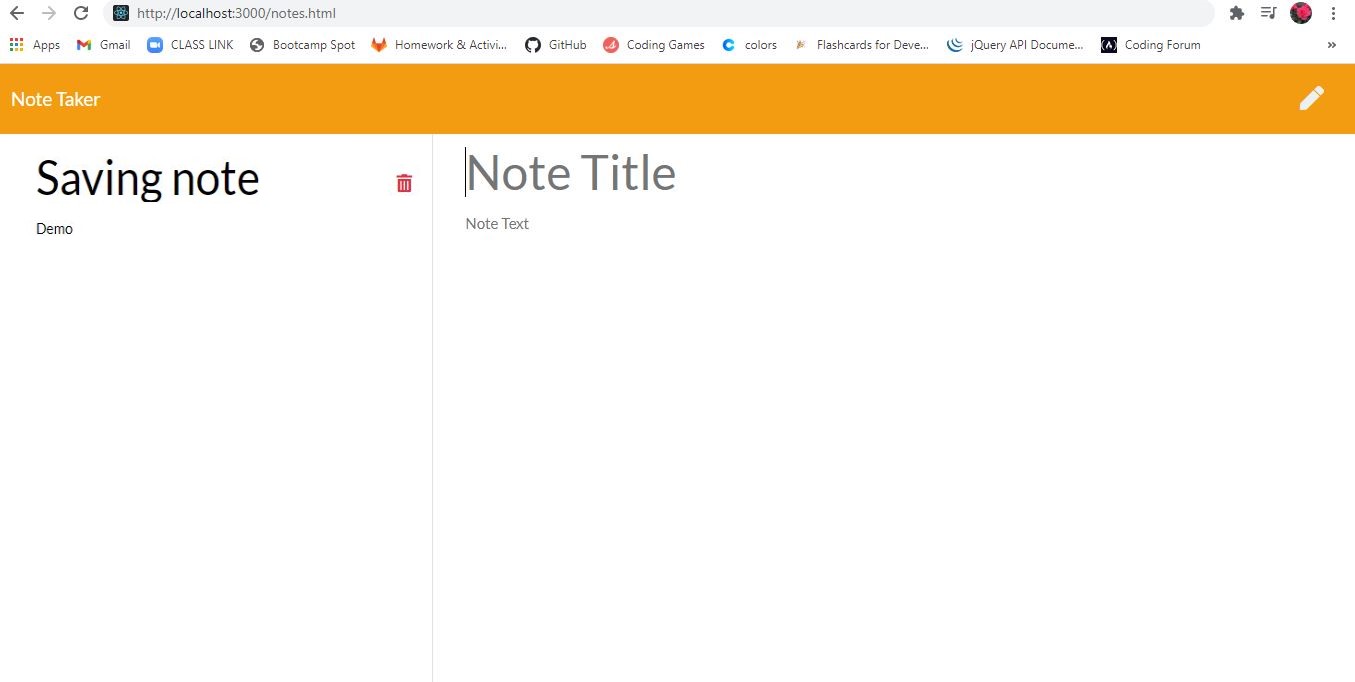 http://localhost:3000/notes.html
Apps Gmail CLASS LINK Bootcamp Spot Homework & Activi... GitHub Coding Games colors Flashcards for Deve... jQuery API Docume... Coding Forum »
Note Taker
Saving note
Demo
Note Title
Note Text